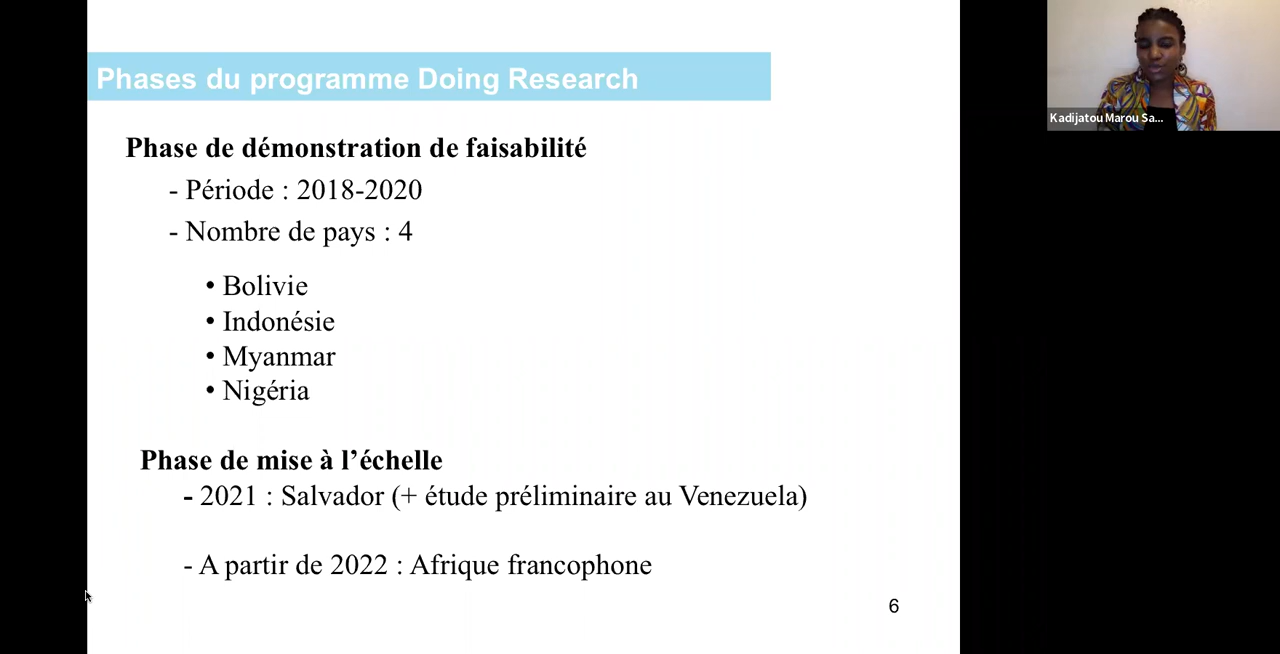 Phases du programme Doing Research
Kadijatou Marou Sa...
Phase de démonstration de faisabilité
- Période : 2018-2020
- Nombre de pays : 4
• Bolivie
• Indonésie
• Myanmar
• Nigéria
Phase de mise à l’échelle
- 2021 : Salvador (+ étude préliminaire au Venezuela)
- A partir de 2022 : Afrique francophone
6